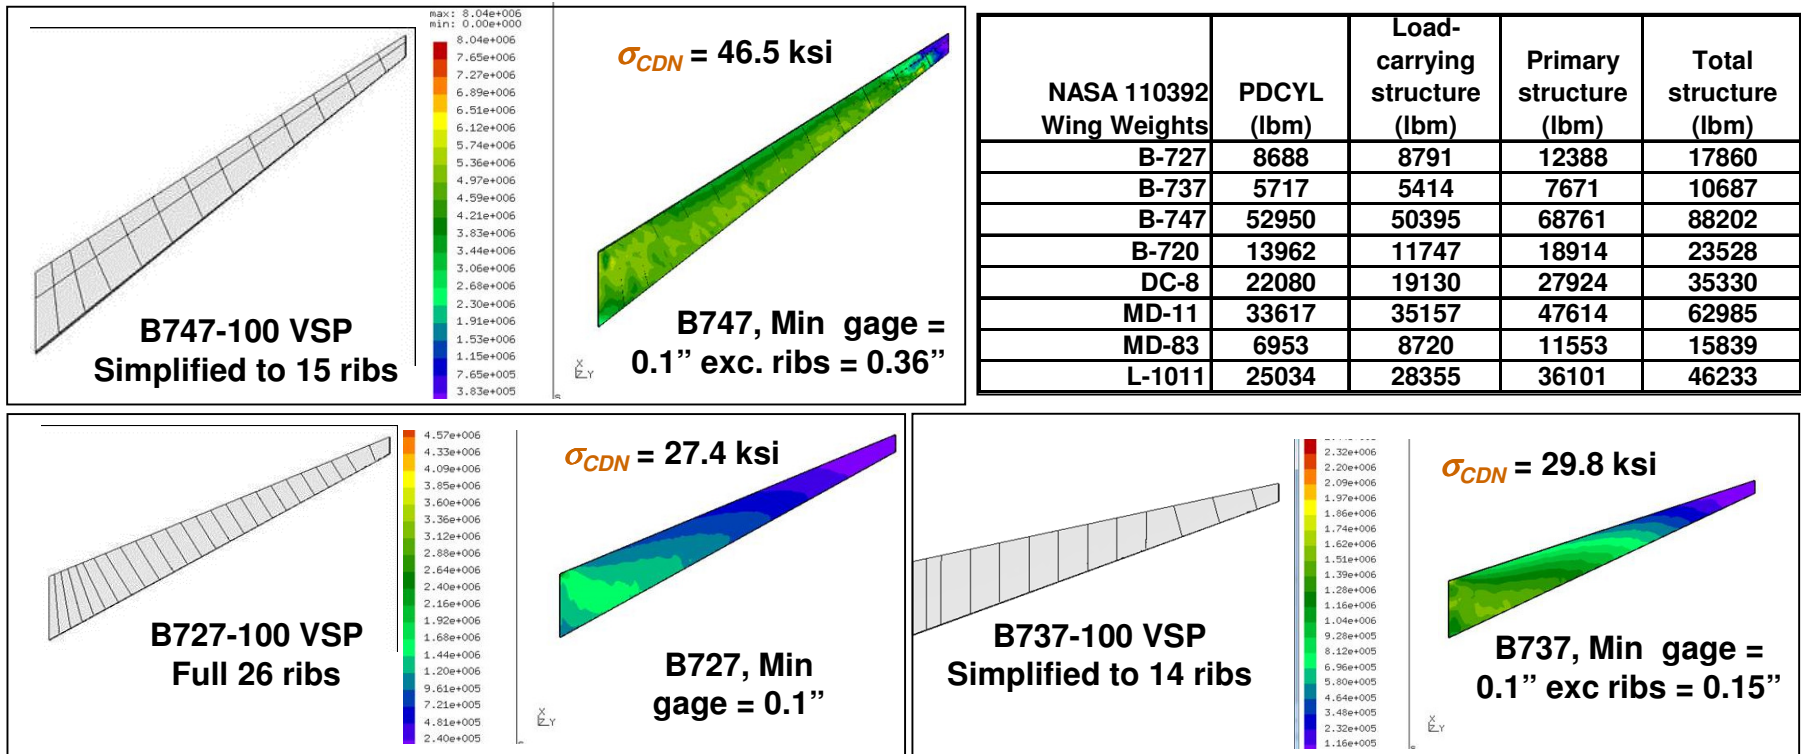 max: 8.04e+006
min: 0.00e+000
8.04e+006
7.65e+006
7.27e+006
6.89e+006
6.51e+006
6.12e+006
5.74e+006
5.36e+006
4.97e+006
4.59e+006
4.21e+006
3.83e+006
3.44e+006
3.06e+006
2.68e+006
2.30e+006
1.91e+006
1.53e+006
1.15e+006
7.65e+005
3.83e+005
σCDN = 46.5 ksi
B747-100 VSP
Simplified to 15 ribs
X
Z Y
B747, Min gage =
0.1” exc. ribs = 0.36”
NASA 110392 Wing Weights PDCYL (lbm) Load-carrying structure (lbm) Primary structure (lbm) Total structure (lbm)
B-727 8688 8791 12388 17860
B-737 5717 5414 7671 10687
B-747 52950 50395 68761 88202
B-720 13962 11747 18914 23528
DC-8 22080 19130 27924 35330
MD-11 33617 35157 47614 62985
MD-83 6953 8720 11553 15839
L-1011 25034 28355 36101 46233
4.57e+006
4.33e+006
4.09e+006
3.85e+006
3.60e+006
3.36e+006
3.12e+006
2.88e+006
2.64e+006
2.40e+006
2.16e+006
1.92e+006
1.68e+006
1.44e+006
1.20e+006
9.61e+005
7.21e+005
4.81e+005
2.40e+005
σCDN = 27.4 ksi
B727-100 VSP
Full 26 ribs
X
Z Y
B727, Min
gage = 0.1”
2.32e+006
2.20e+006
2.09e+006
1.97e+006
1.86e+006
1.74e+006
1.62e+006
1.51e+006
1.39e+006
1.28e+006
1.16e+006
1.04e+006
9.28e+005
8.12e+005
6.96e+005
5.80e+005
4.64e+005
3.48e+005
2.32e+005
1.16e+005
σCDN = 29.8 ksi
B737-100 VSP
Simplified to 14 ribs
X
Z Y
B737, Min gage =
0.1” exc ribs = 0.15”